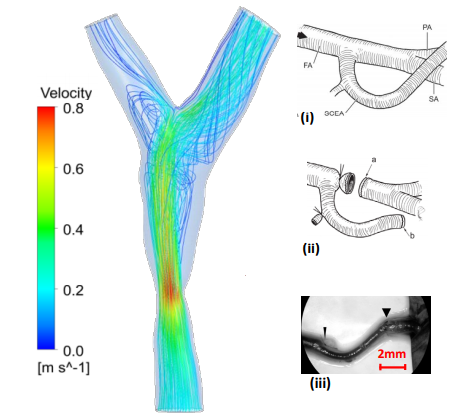 Velocity
0.8
0.6
0.4
0.2
0.0
[m s^-1]
PA
FA
SA
SCEA
(i)
a
b
(ii)
2mm
(iii)